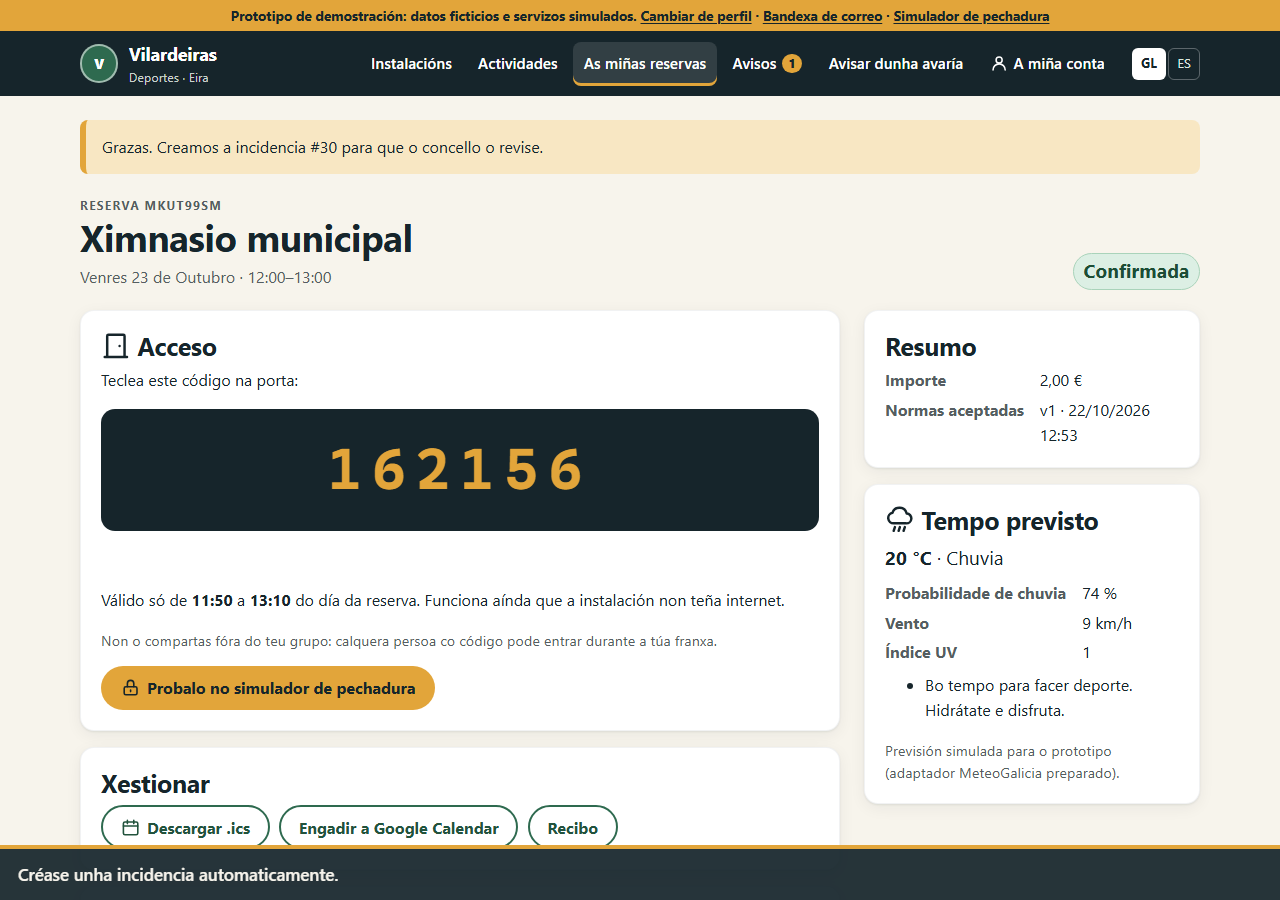 Prototipo de demostración: datos ficticios e servizos simulados. Cambiar de perfil · Bandexa de correo · Simulador de pechadura
V
Vilardeiras
Deportes · Eira
Instalacións
Actividades
As miñas reservas
Avisos 1
Avisar dunha avaría
A miña conta
GL
ES
Grazas. Creamos a incidencia #30 para que o concello o revise.
RESERVA MKUT99SM
Ximnasio municipal
Venres 23 de Outubro · 12:00–13:00
Confirmada
Acceso
Teclea este código na porta:
162156
Válido só de 11:50 a 13:10 do día da reserva. Funciona aínda que a instalación non teña internet.
Non o compartas fóra do teu grupo: calquera persoa co código pode entrar durante a túa franxa.
Probalo no simulador de pechadura
Xestionar
Descargar .ics
Engadir a Google Calendar
Recibo
Resumo
Importe 2,00 €
Normas aceptadas v1 · 22/10/2026
12:53
Tempo previsto
20 °C · Chuvia
Probabilidade de chuvia 74 %
Vento 9 km/h
Índice UV 1
Bo tempo para facer deporte.
Hidrátate e disfruta.
Previsión simulada para o prototipo
(adaptador MeteoGalicia preparado).
Créase unha incidencia automaticamente.